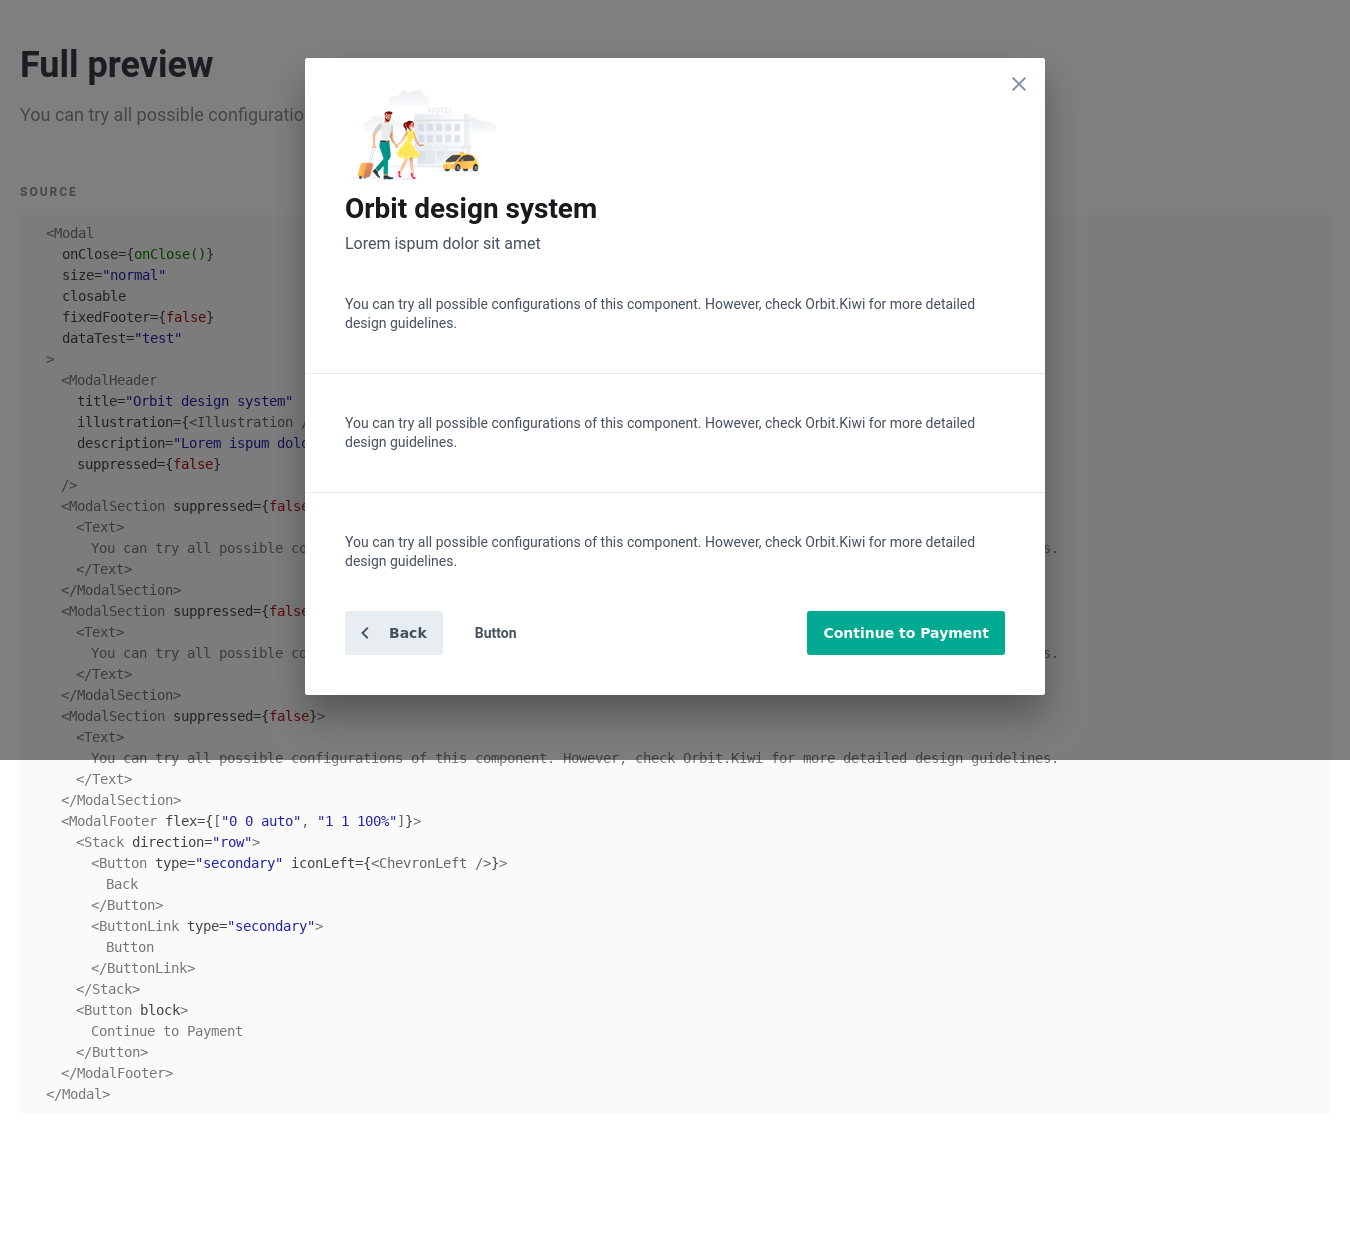 Full preview
You can try all possible configuratio
SOURCE
<Modal
onClose={onClose()}
size="normal"
closable
fixedFooter={false}
dataTest="test"
>
<ModalHeader
title="Orbit design system"
illustration={<Illustration /
description="Lorem ispum dolo
suppressed={false}
/>
<ModalSection suppressed={false
<Text>
You can try all possible co s.
</Text>
</ModalSection>
<ModalSection suppressed={false
<Text>
You can try all possible co s.
</Text>
</ModalSection>
<ModalSection suppressed={false}>
<Text>
You can try all possible configurations of this component. However, check Orbit.Kiwi for more detailed design guidelines.
</Text>
</ModalSection>
<ModalFooter flex={["0 0 auto", "1 1 100%"]}>
<Stack direction="row">
<Button type="secondary" iconLeft={<ChevronLeft />}>
Back
</Button>
<ButtonLink type="secondary">
Button
</ButtonLink>
</Stack>
<Button block>
Continue to Payment
</Button>
</ModalFooter>
</Modal>
HOTEL
Orbit design system
Lorem ispum dolor sit amet
You can try all possible configurations of this component. However, check Orbit.Kiwi for more detailed
design guidelines.
You can try all possible configurations of this component. However, check Orbit.Kiwi for more detailed
design guidelines.
You can try all possible configurations of this component. However, check Orbit.Kiwi for more detailed
design guidelines.
Back
Button
Continue to Payment